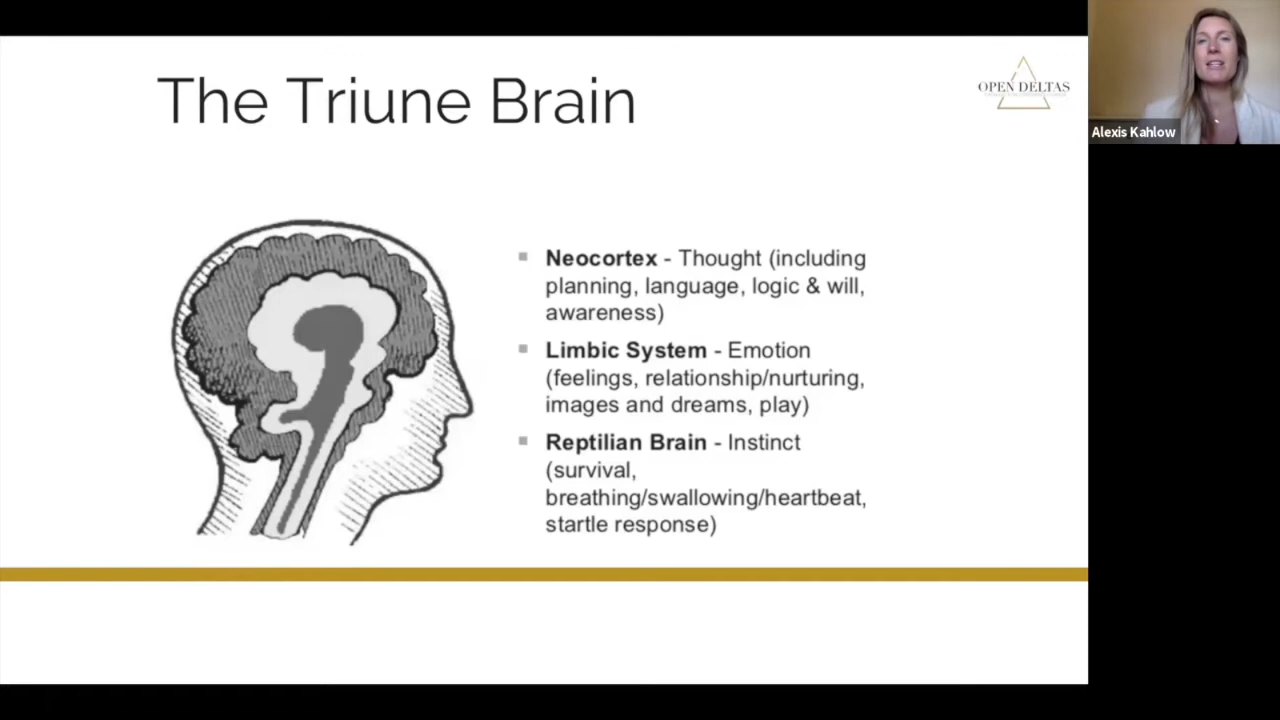 The Triune Brain
OPEN DELTAS
Alexis Kahlow
Neocortex - Thought (including
planning, language, logic & will,
awareness)
Limbic System - Emotion
(feelings, relationship/nurturing,
images and dreams, play)
Reptilian Brain - Instinct
(survival,
breathing/swallowing/heartbeat,
startle response)